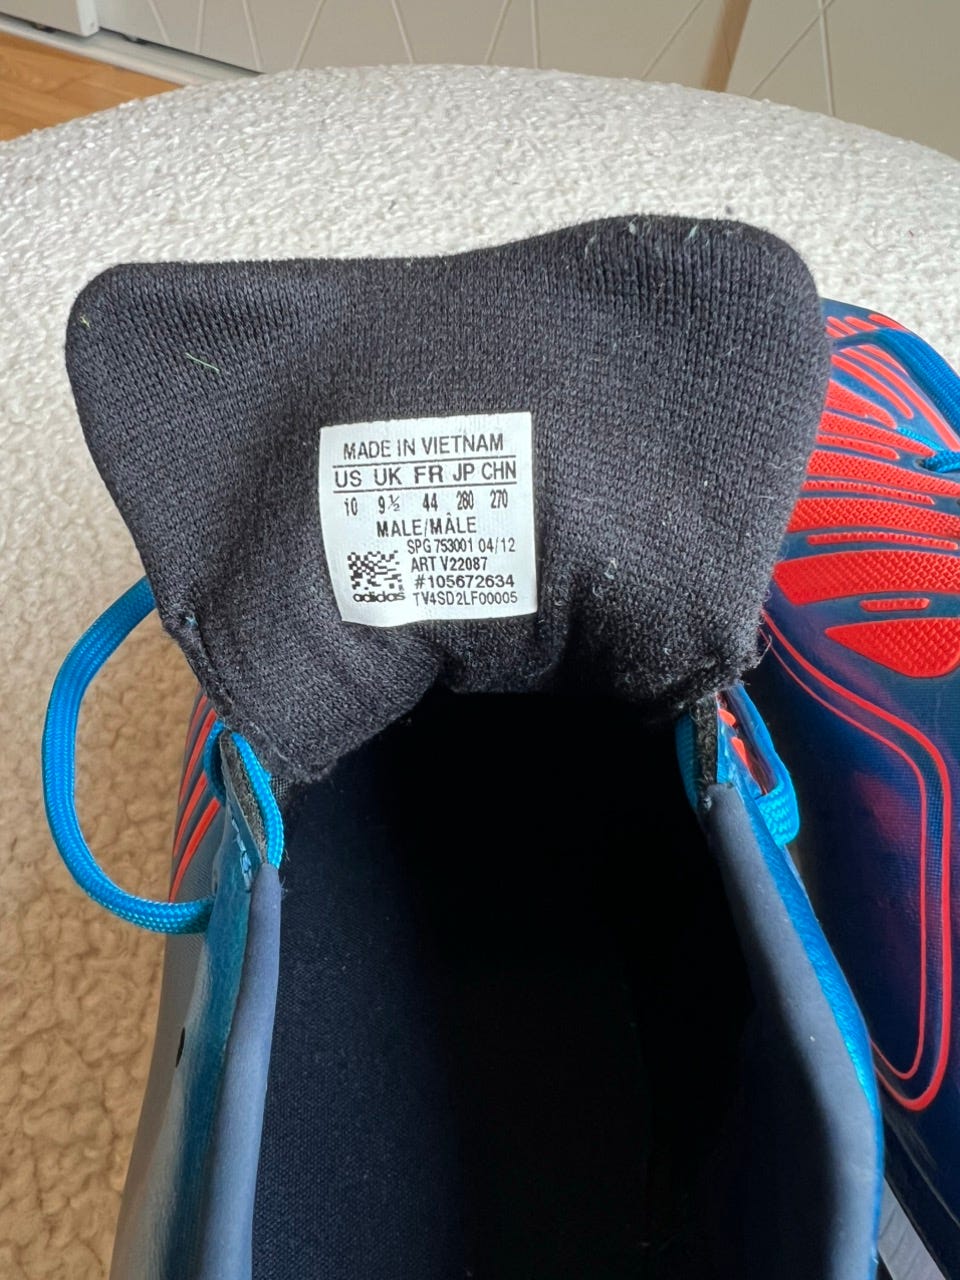 MADE IN VIETNAM
US UK FR JP CHN
10 9½ 44 280 270
MALE/MÂLE
SPG 753001 04/12
ART V22087
#105672634
adidas TV4SD2LF00005